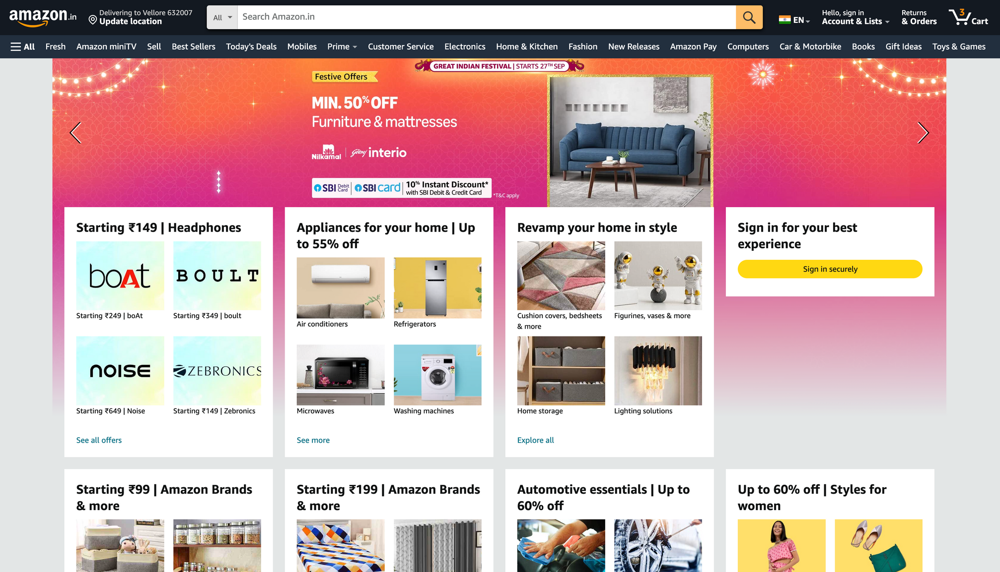 amazon.in
Delivering to Vellore 632007
Update location
All
Search Amazon.in
EN
Hello, sign in
Account & Lists
Returns
& Orders
3
Cart
All
Fresh
Amazon miniTV
Sell
Best Sellers
Today's Deals
Mobiles
Prime
Customer Service
Electronics
Home & Kitchen
Fashion
New Releases
Amazon Pay
Computers
Car & Motorbike
Books
Gift Ideas
Toys & Games
GREAT INDIAN FESTIVAL | STARTS 27TH SEP
Festive Offers
MIN. 50% OFF
Furniture & mattresses
Nilkamal | Godrej interio
SBI Debit Card | SBI card | 10% Instant Discount*
with SBI Debit & Credit Card
*T&C apply
Starting ₹149 | Headphones
boAt
BOULT
Starting ₹249 | boAt
Starting ₹349 | boult
NOISE
ZEBRONICS
Starting ₹649 | Noise
Starting ₹149 | Zebronics
See all offers
Appliances for your home | Up
to 55% off
Air conditioners
Refrigerators
Microwaves
Washing machines
See more
Revamp your home in style
Cushion covers, bedsheets
& more
Figurines, vases & more
Home storage
Lighting solutions
Explore all
Sign in for your best
experience
Sign in securely
Starting ₹99 | Amazon Brands
& more
Starting ₹199 | Amazon Brands
& more
Automotive essentials | Up to
60% off
Up to 60% off | Styles for
women